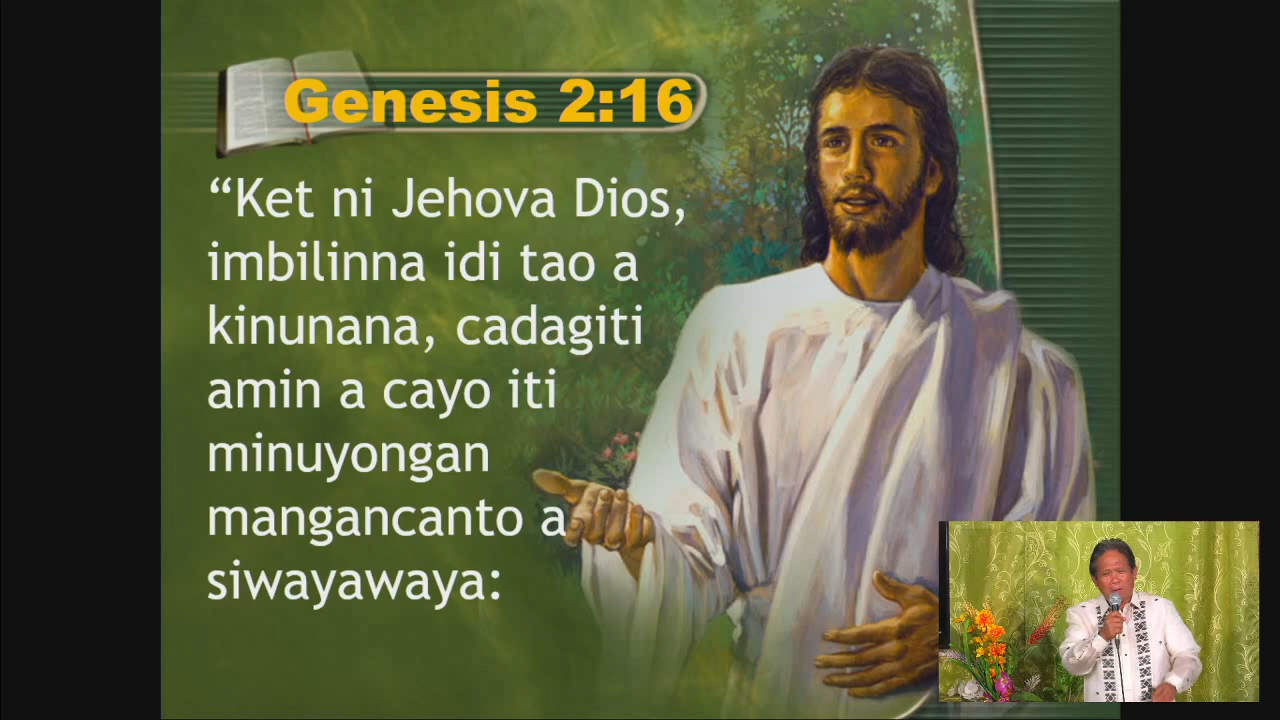 Genesis 2:16
“Ket ni Jehova Dios,
imbilinna idi tao a
kinunana, cadagiti
amin a cayo iti
minuyongan
mangancanto a
siwayawaya: